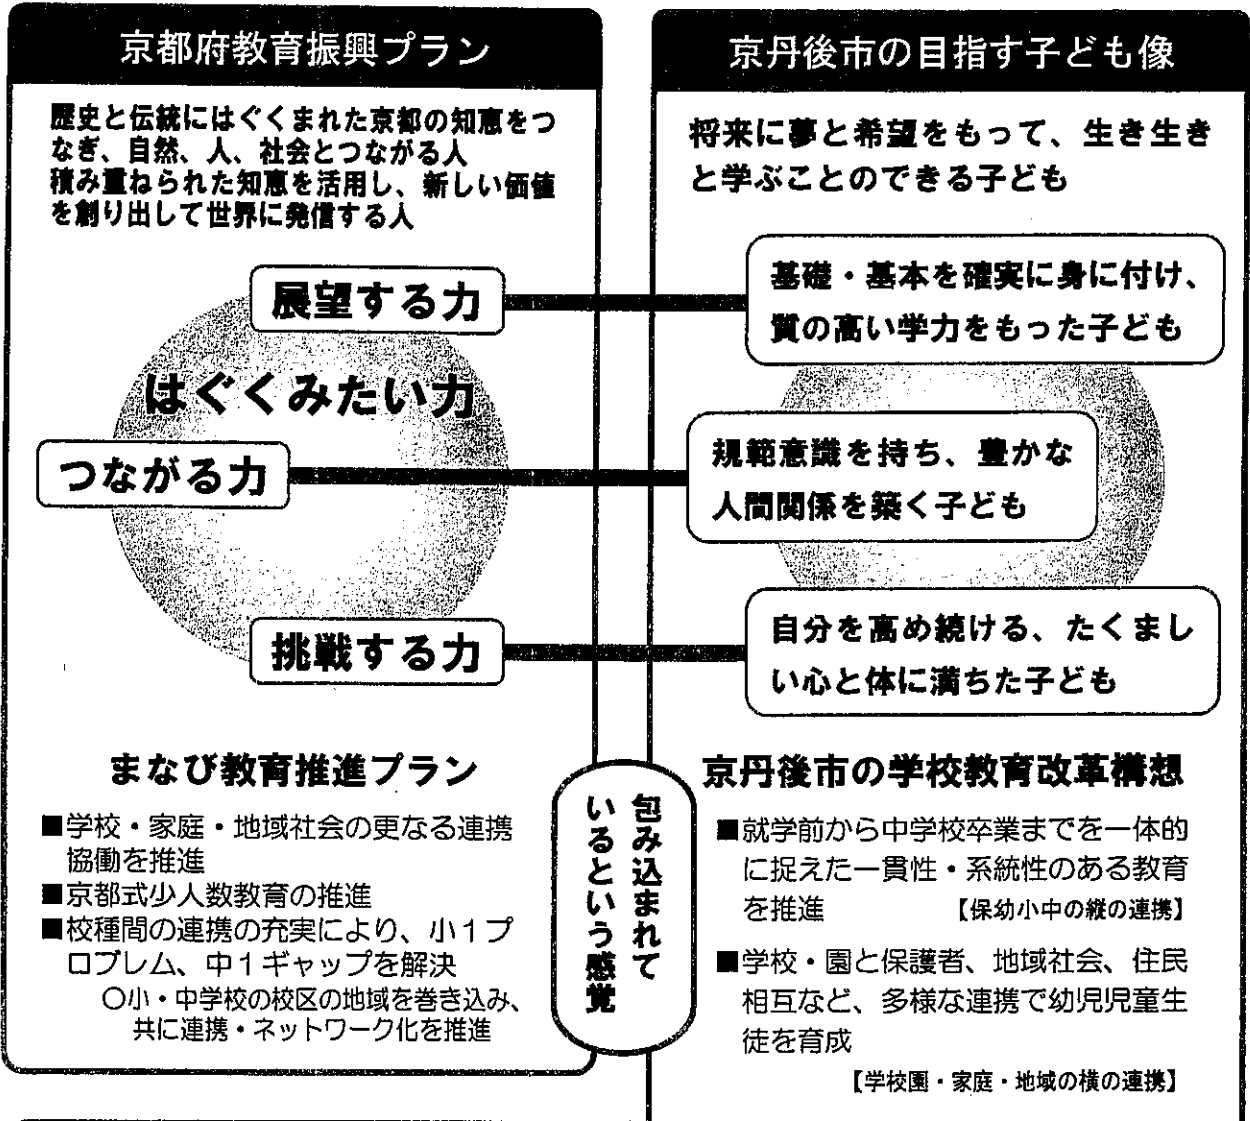 京都府教育振興プラン
歴史と伝統にはぐくまれた京都の知恵をつ
なぎ、自然、人、社会とつながる人
積み重ねられた知恵を活用し、新しい価値
を創り出して世界に発信する人
展望する力
はぐくみたい力
つながる力
挑戦する力
まなび教育推進プラン
■学校・家庭・地域社会の更なる連携
協働を推進
■京都式少人数教育の推進
■校種間の連携の充実により、小1プ
ロブレム、中1ギャップを解決
○小・中学校の校区の地域を巻き込み、
共に連携・ネットワーク化を推進
包み込まれて
いるという感覚
京丹後市の目指す子ども像
将来に夢と希望をもって、生き生き
と学ぶことのできる子ども
基礎・基本を確実に身に付け、
質の高い学力をもった子ども
規範意識を持ち、豊かな
人間関係を築く子ども
自分を高め続ける、たくまし
い心と体に満ちた子ども
京丹後市の学校教育改革構想
■就学前から中学校卒業までを一体的
に捉えた一貫性・系統性のある教育
を推進 【保幼小中の縦の連携】
■学校・園と保護者、地域社会、住民
相互など、多様な連携で幼児児童生
徒を育成
【学校園・家庭・地域の横の連携】